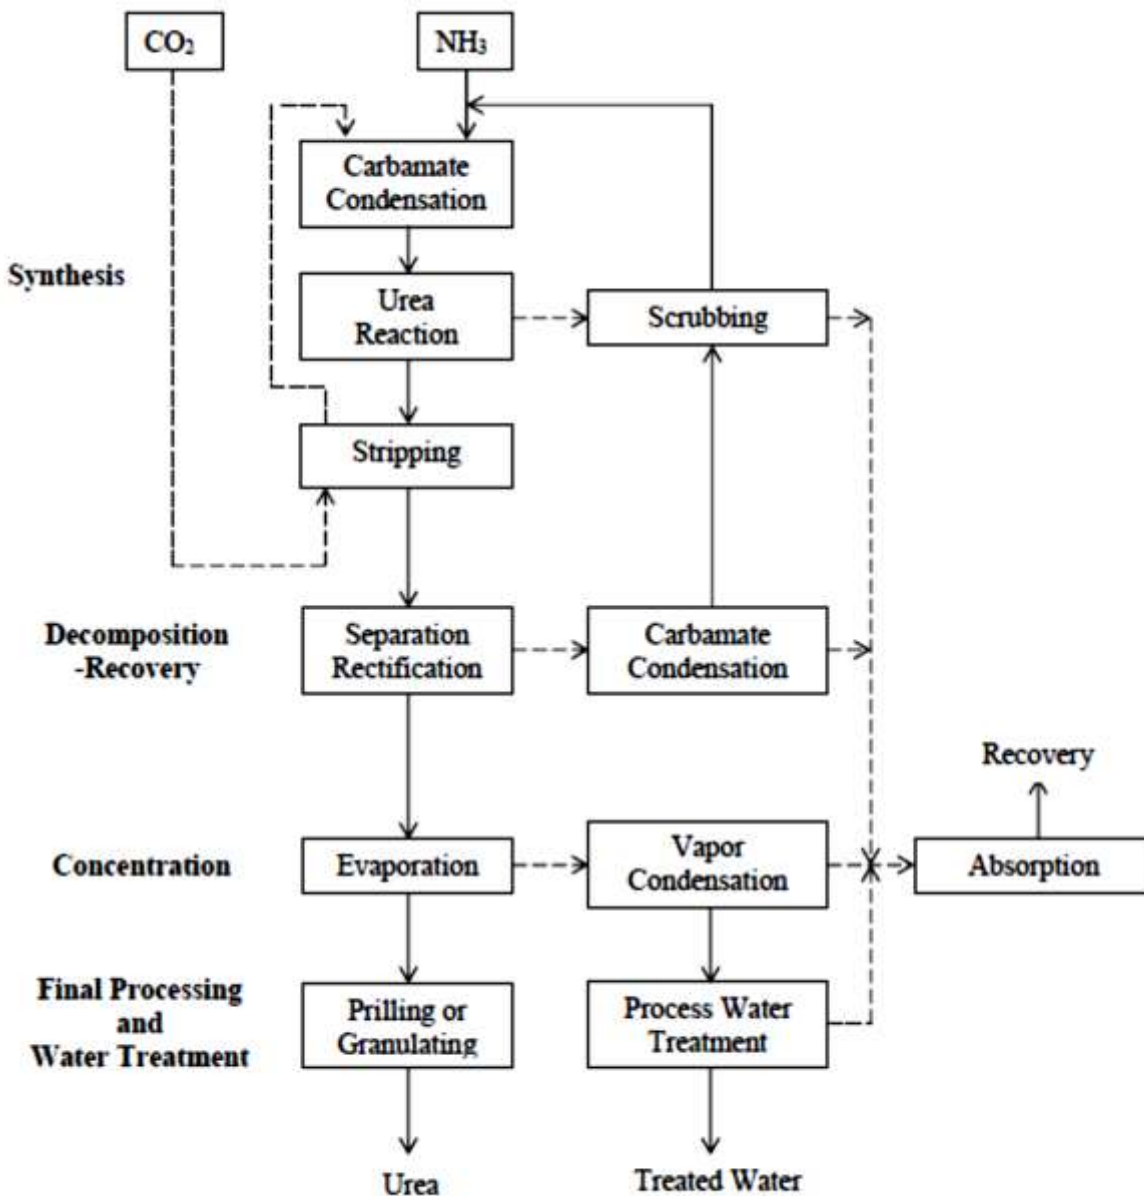 CO₂
NH₃
Carbamate
Condensation
Synthesis
Urea
Reaction
Scrubbing
Stripping
Decomposition
-Recovery
Separation
Rectification
Carbamate
Condensation
Recovery
Concentration
Evaporation
Vapor
Condensation
Absorption
Final Processing
and
Water Treatment
Prilling or
Granulating
Process Water
Treatment
Urea
Treated Water